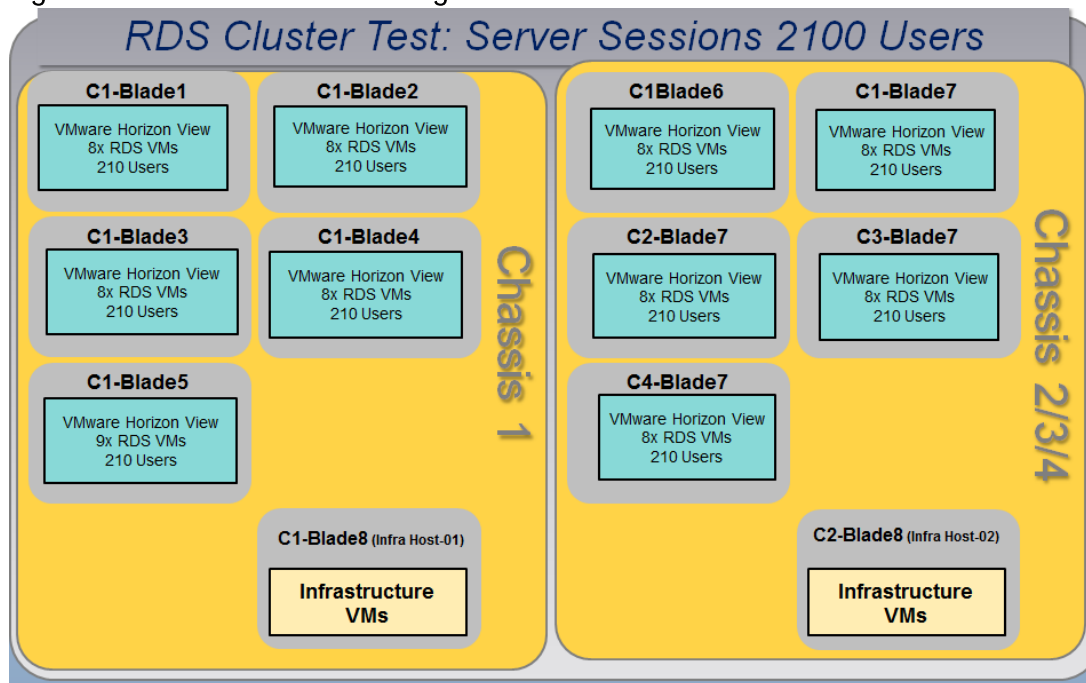 RDS Cluster Test: Server Sessions 2100 Users
C1-Blade1
VMware Horizon View
8x RDS VMs
210 Users
C1-Blade2
VMware Horizon View
8x RDS VMs
210 Users
C1-Blade3
VMware Horizon View
8x RDS VMs
210 Users
C1-Blade4
VMware Horizon View
8x RDS VMs
210 Users
C1-Blade5
VMware Horizon View
9x RDS VMs
210 Users
C1-Blade8 (Infra Host-01)
Infrastructure
VMs
Chassis 1
C1Blade6
VMware Horizon View
8x RDS VMs
210 Users
C1-Blade7
VMware Horizon View
8x RDS VMs
210 Users
C2-Blade7
VMware Horizon View
8x RDS VMs
210 Users
C3-Blade7
VMware Horizon View
8x RDS VMs
210 Users
C4-Blade7
VMware Horizon View
8x RDS VMs
210 Users
C2-Blade8 (Infra Host-02)
Infrastructure
VMs
Chassis 2/3/4